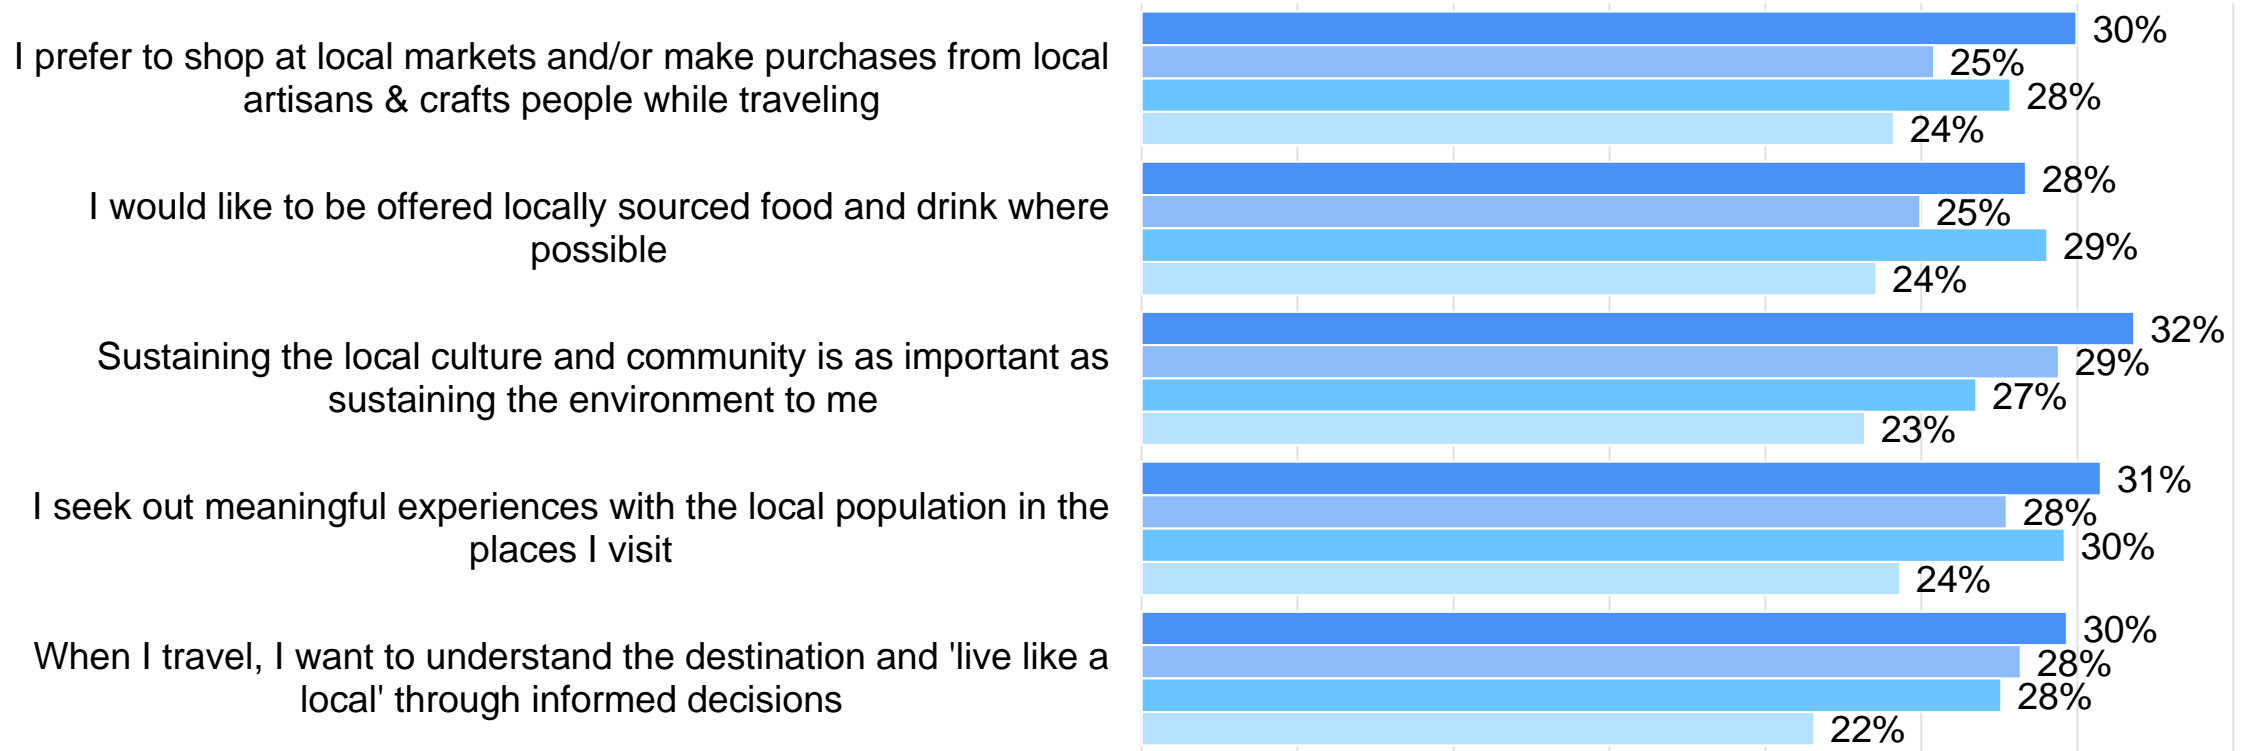 I prefer to shop at local markets and/or make purchases from local
artisans & crafts people while traveling
30%
25%
28%
24%
I would like to be offered locally sourced food and drink where
possible
28%
25%
29%
24%
Sustaining the local culture and community is as important as
sustaining the environment to me
32%
29%
27%
23%
I seek out meaningful experiences with the local population in the
places I visit
31%
28%
30%
24%
When I travel, I want to understand the destination and 'live like a
local' through informed decisions
30%
28%
28%
22%